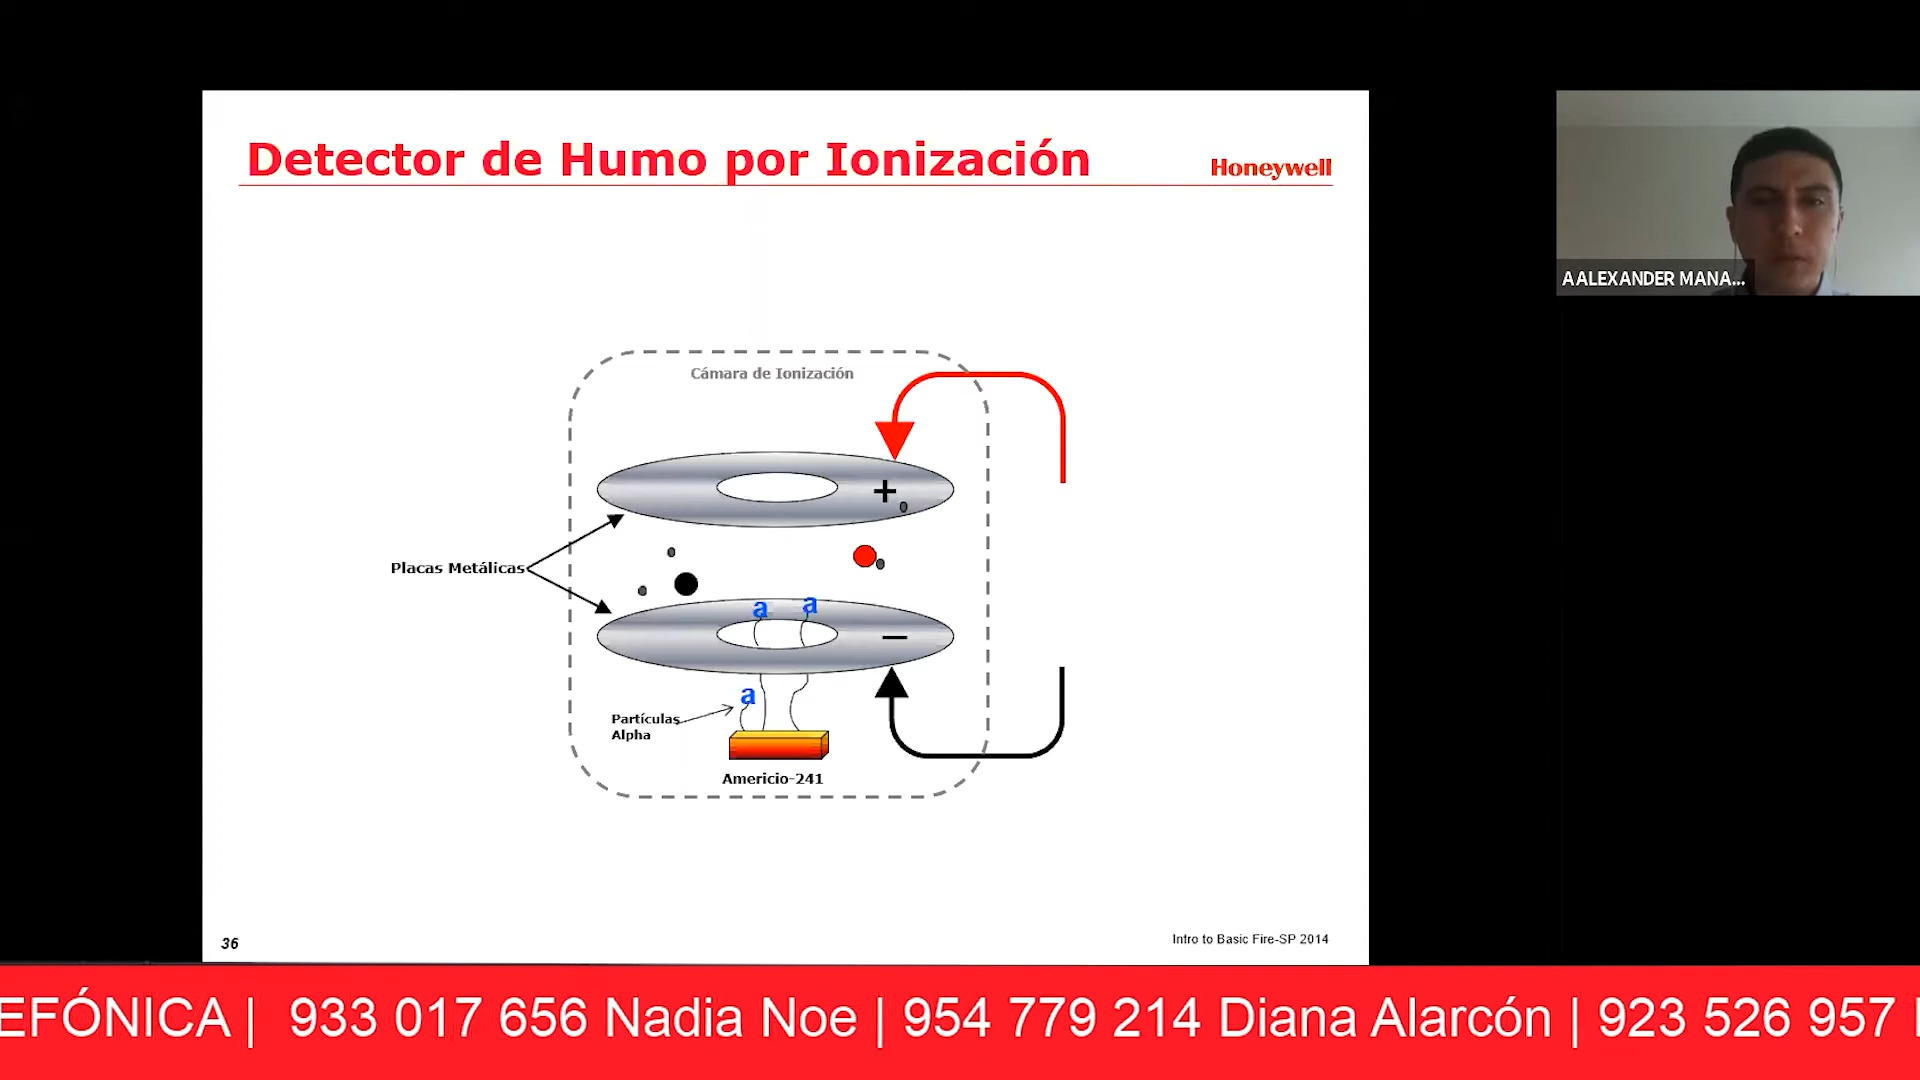 Detector de Humo por Ionización
Honeywell
AALEXANDER MANA...
Cámara de Ionización
+
Placas Metálicas
a a
−
a
Partículas
Alpha
Americio-241
36
Intro to Basic Fire-SP 2014
EFÓNICA | 933 017 656 Nadia Noe | 954 779 214 Diana Alarcón | 923 526 957